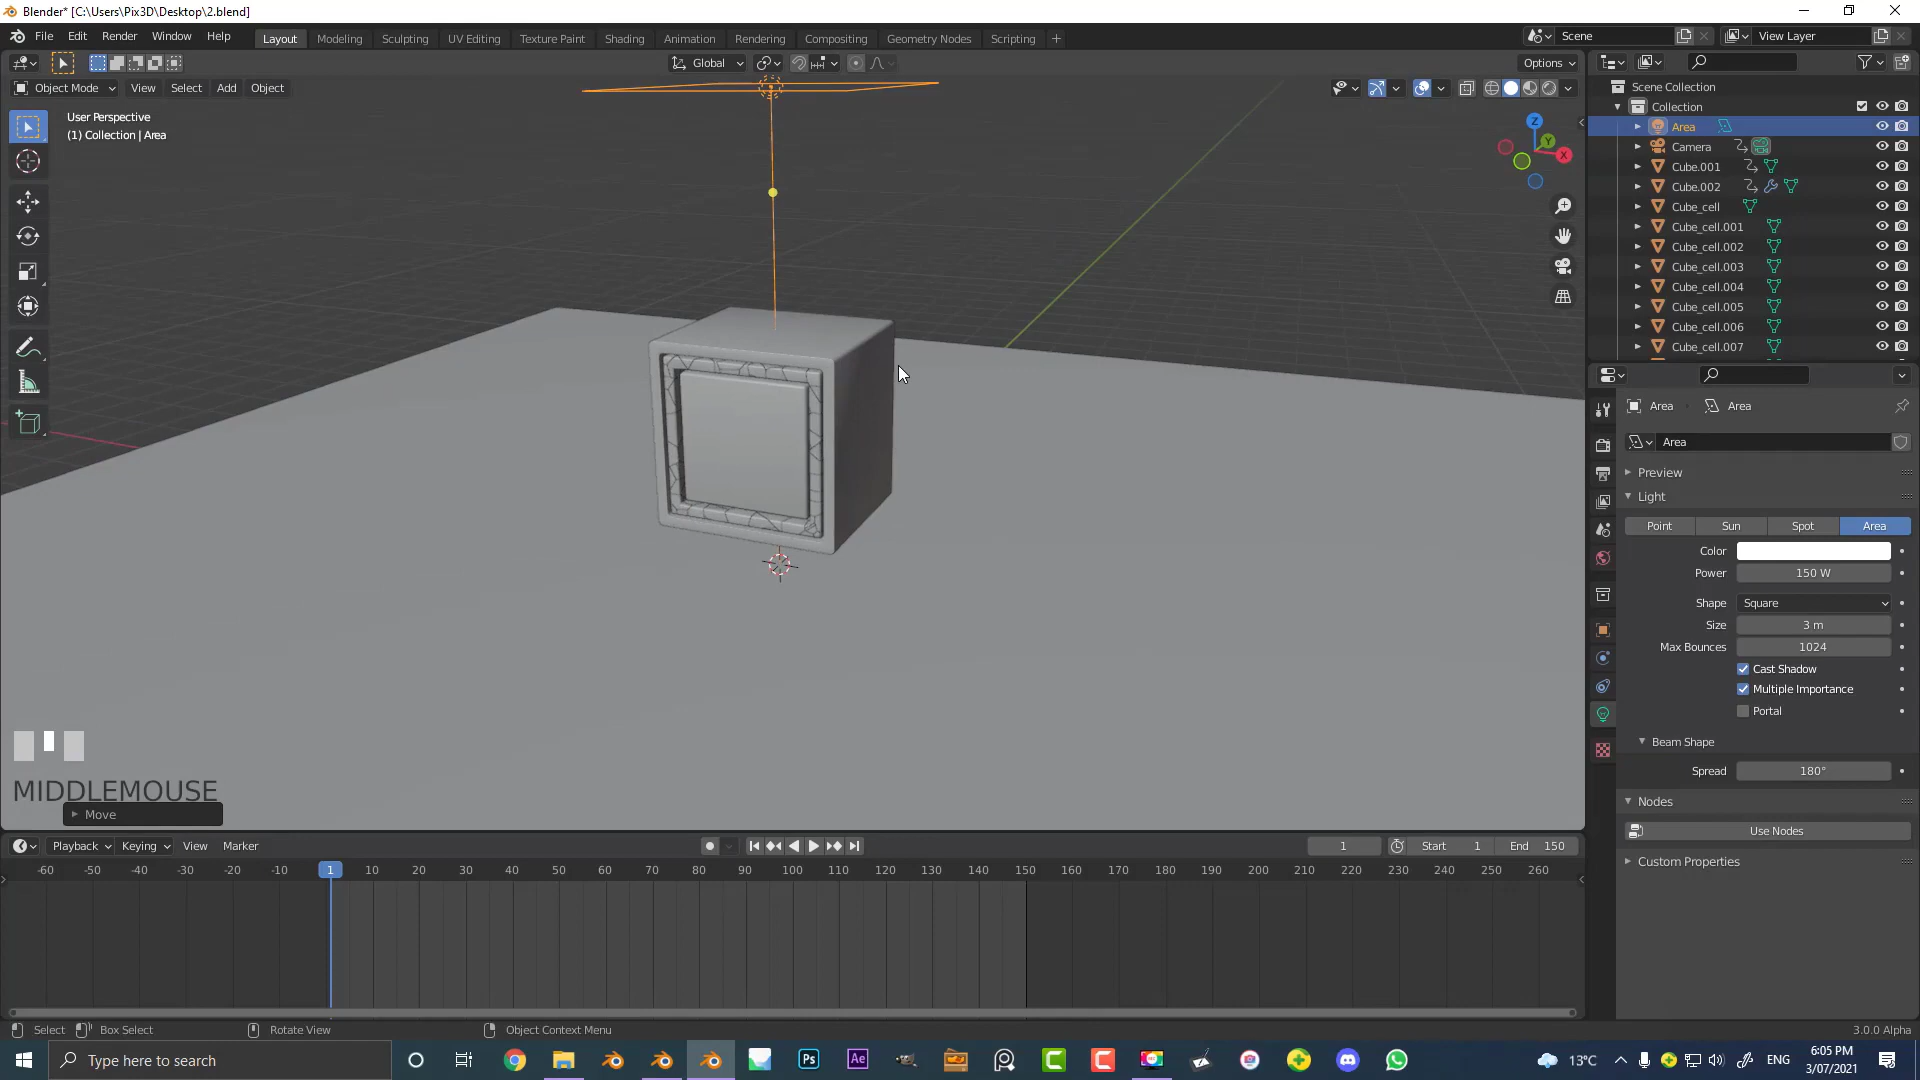 Blender* [C:\Users\Pix3D\Desktop\2.blend]
File Edit Render Window Help
Layout Modeling Sculpting UV Editing Texture Paint Shading Animation Rendering Compositing Geometry Nodes Scripting +
Scene View Layer
Global Options
Object Mode View Select Add Object
User Perspective
(1) Collection | Area
Z
Y
X
Scene Collection
Collection
Area
Camera
Cube.001
Cube.002
Cube_cell
Cube_cell.001
Cube_cell.002
Cube_cell.003
Cube_cell.004
Cube_cell.005
Cube_cell.006
Cube_cell.007
Area Area
Area
Preview
Light
Point Sun Spot Area
Color
Power 150 W
Shape Square
Size 3 m
Max Bounces 1024
Cast Shadow
Multiple Importance
Portal
Beam Shape
Spread 180°
Nodes
Use Nodes
Custom Properties
MIDDLEMOUSE
Move
Playback Keying View Marker
1 Start 1 End 150
-60 -50 -40 -30 -20 -10 1 10 20 30 40 50 60 70 80 90 100 110 120 130 140 150 160 170 180 190 200 210 220 230 240 250 260
Select Box Select Rotate View Object Context Menu
3.0.0 Alpha
Type here to search
Ps
Ae
13°C
ENG
6:05 PM
3/07/2021